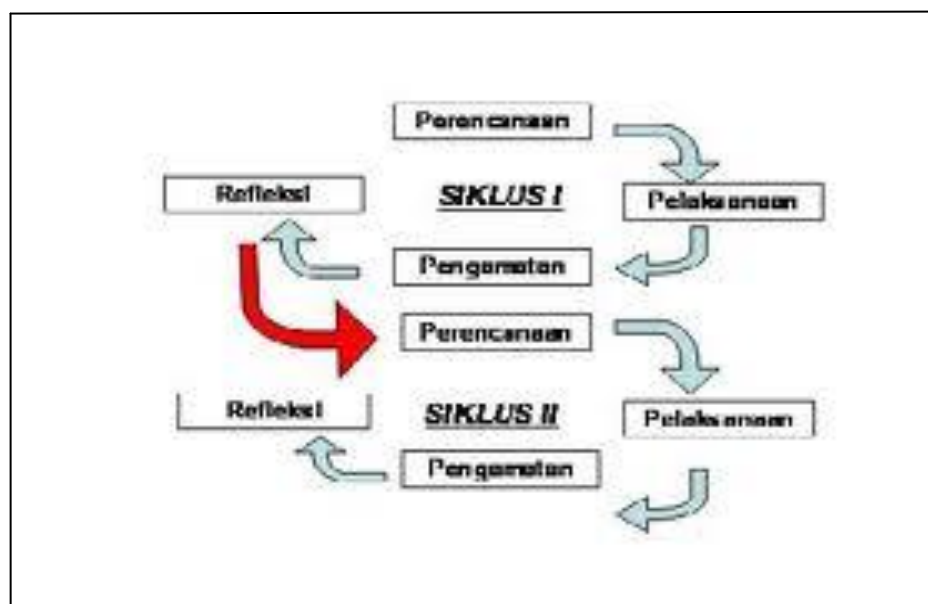 Perencanaan
Refleksi
SIKLUS I
Pelaksanaan
Pengamatan
Perencanaan
Refleksi
SIKLUS II
Pelaksanaan
Pengamatan